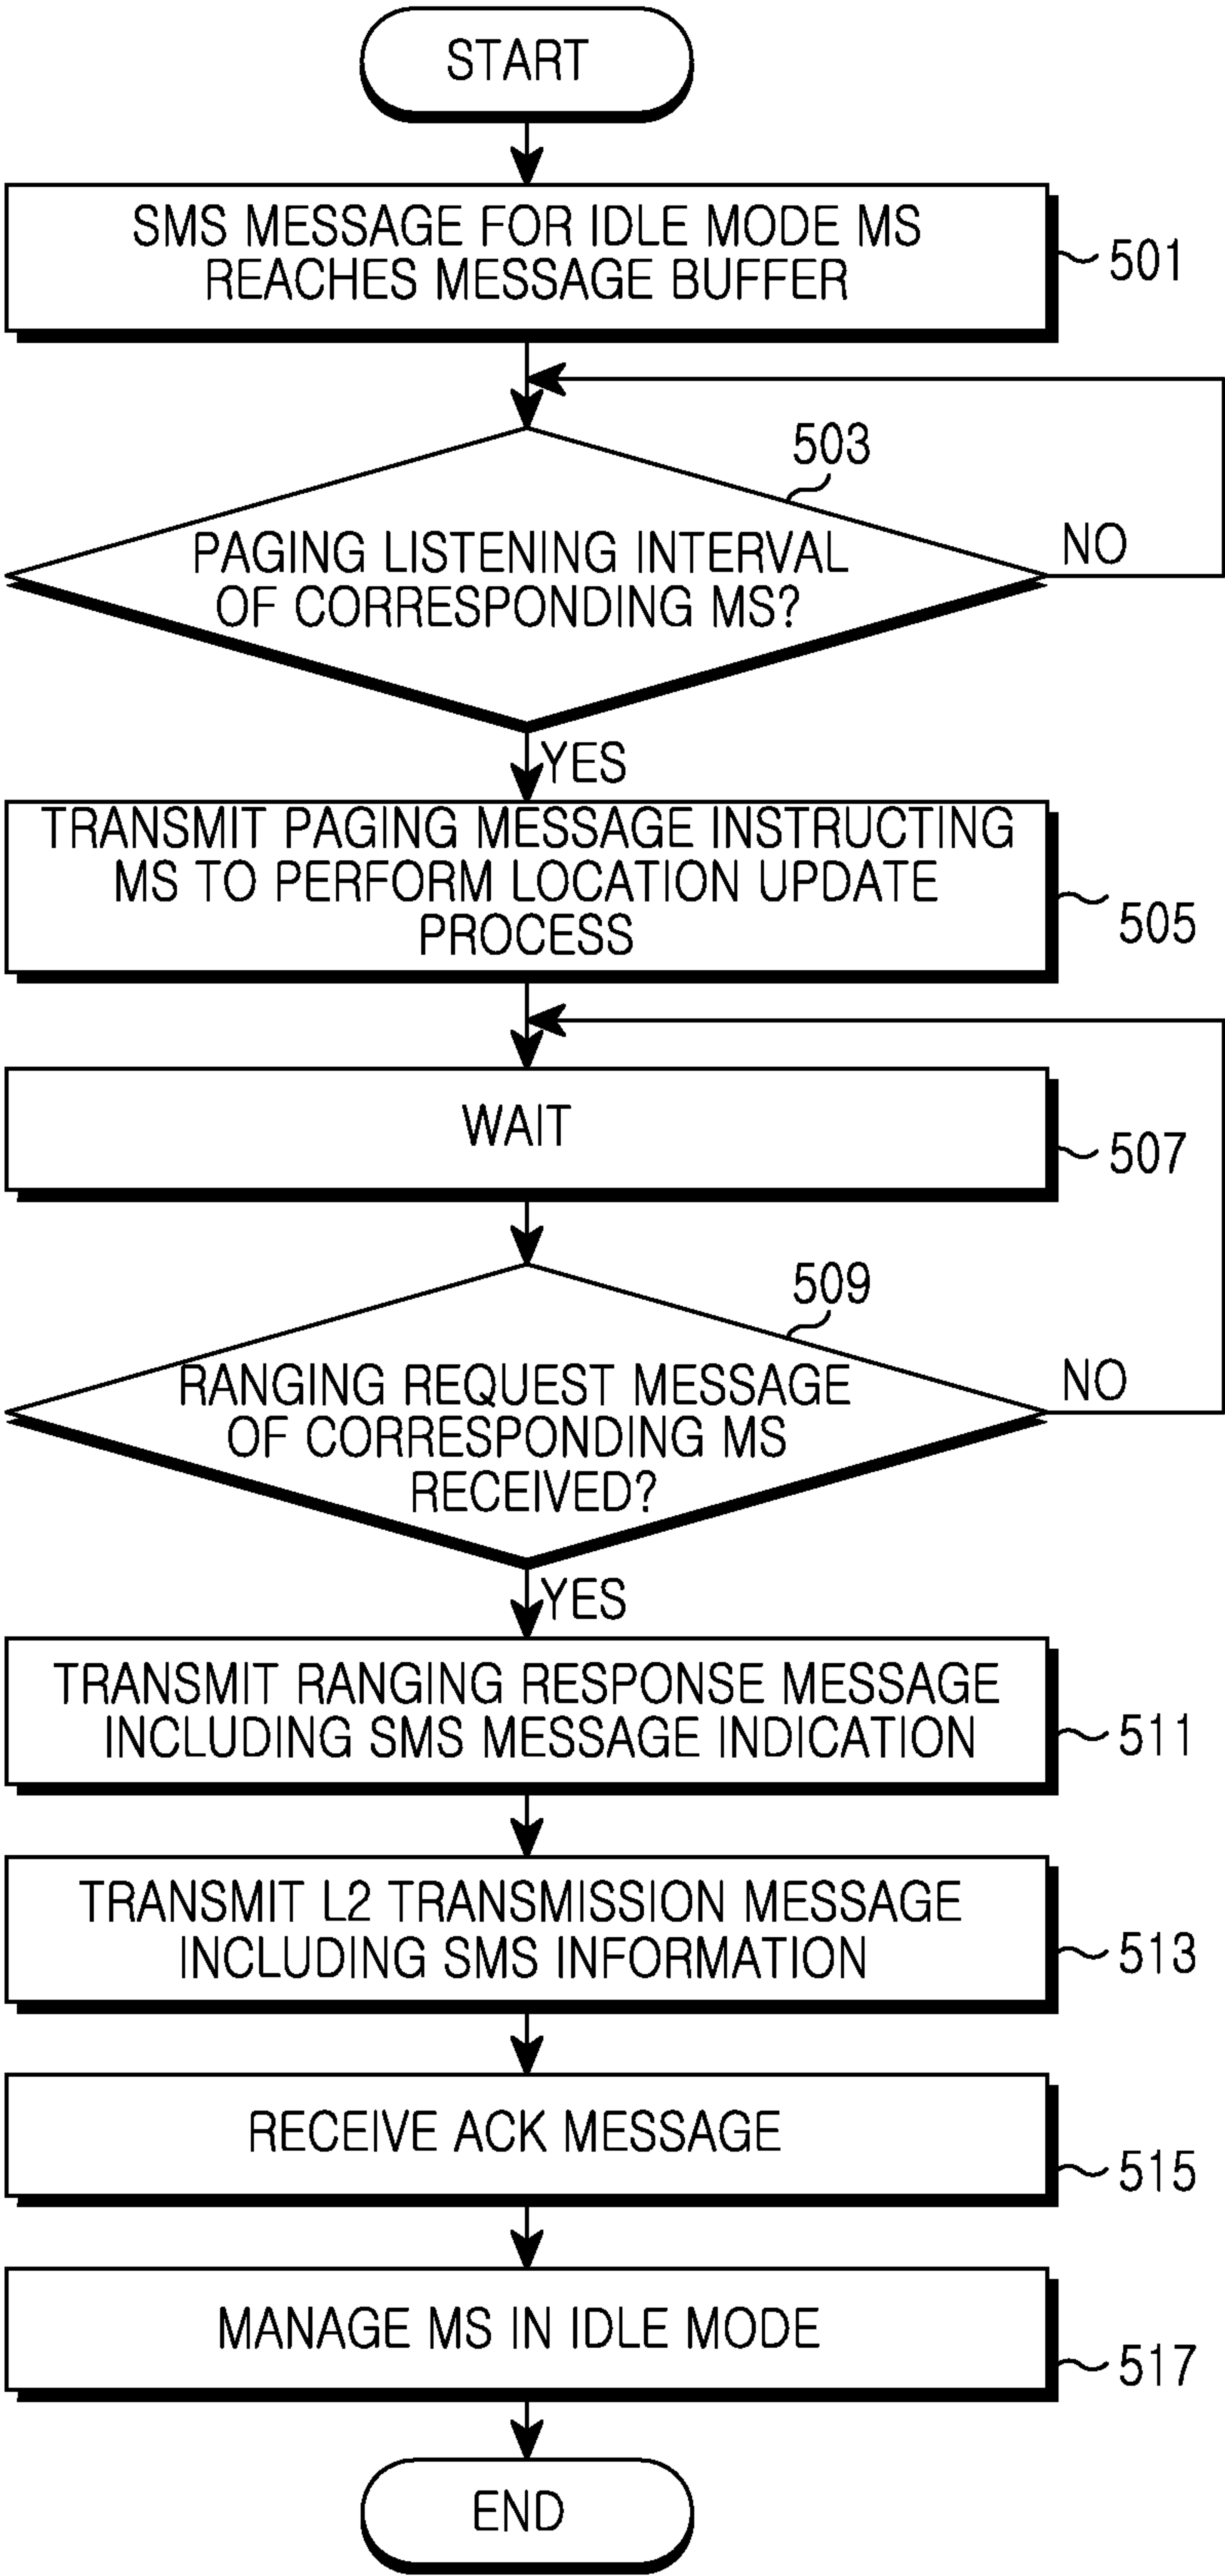 START
SMS MESSAGE FOR IDLE MODE MS
REACHES MESSAGE BUFFER
501
503
PAGING LISTENING INTERVAL
OF CORRESPONDING MS?
NO
YES
TRANSMIT PAGING MESSAGE INSTRUCTING
MS TO PERFORM LOCATION UPDATE
PROCESS
505
WAIT
507
509
RANGING REQUEST MESSAGE
OF CORRESPONDING MS
RECEIVED?
NO
YES
TRANSMIT RANGING RESPONSE MESSAGE
INCLUDING SMS MESSAGE INDICATION
511
TRANSMIT L2 TRANSMISSION MESSAGE
INCLUDING SMS INFORMATION
513
RECEIVE ACK MESSAGE
515
MANAGE MS IN IDLE MODE
517
END